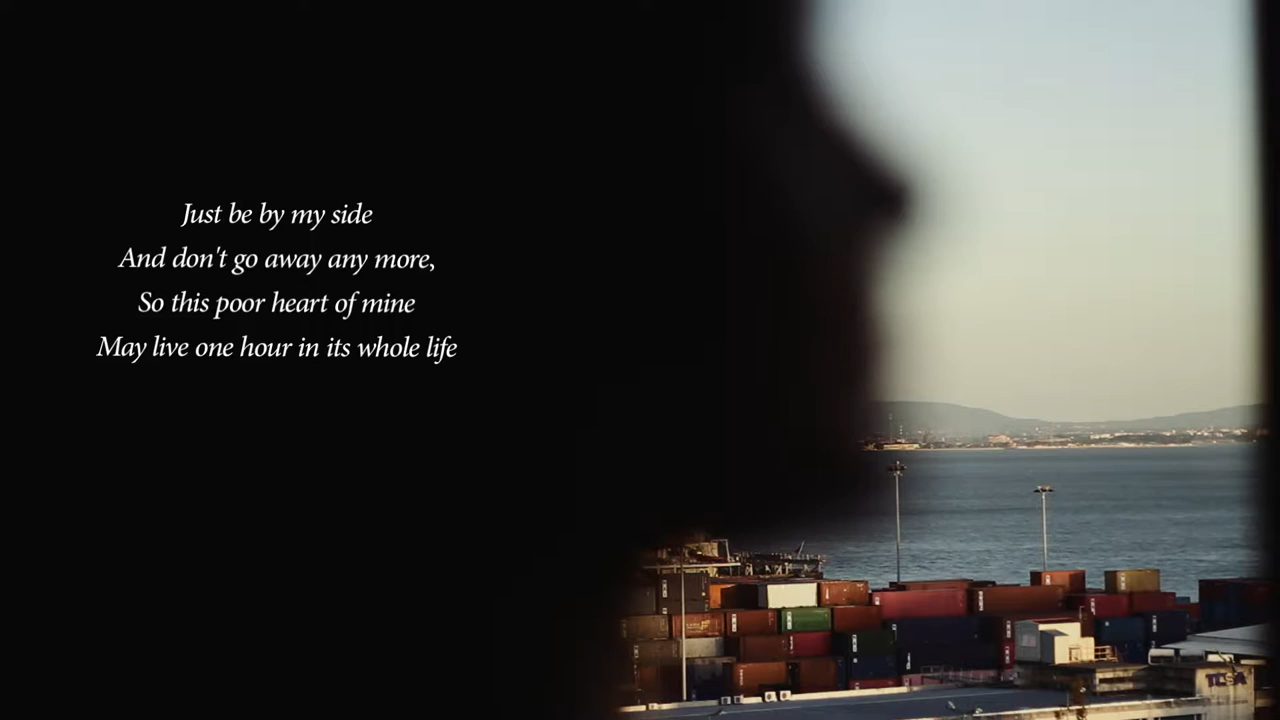 Just be by my side
And don't go away any more,
So this poor heart of mine
May live one hour in its whole life